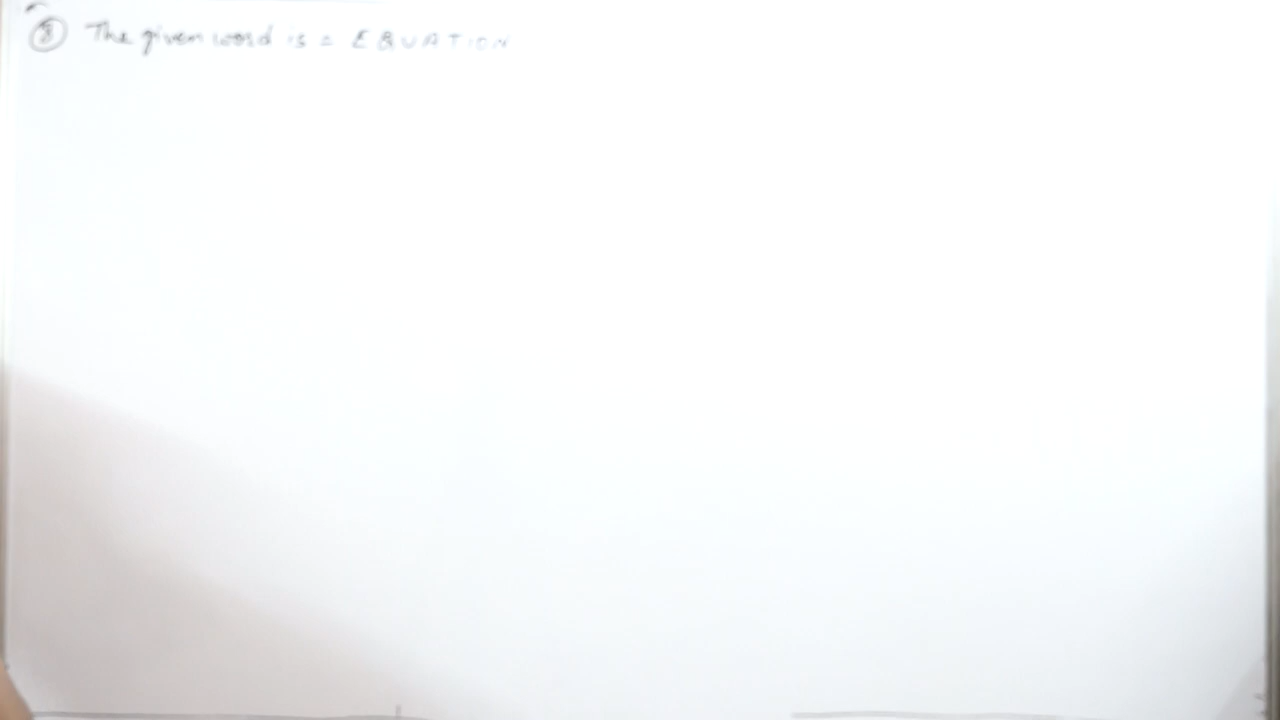 ⑧ The given word is = EQUATION